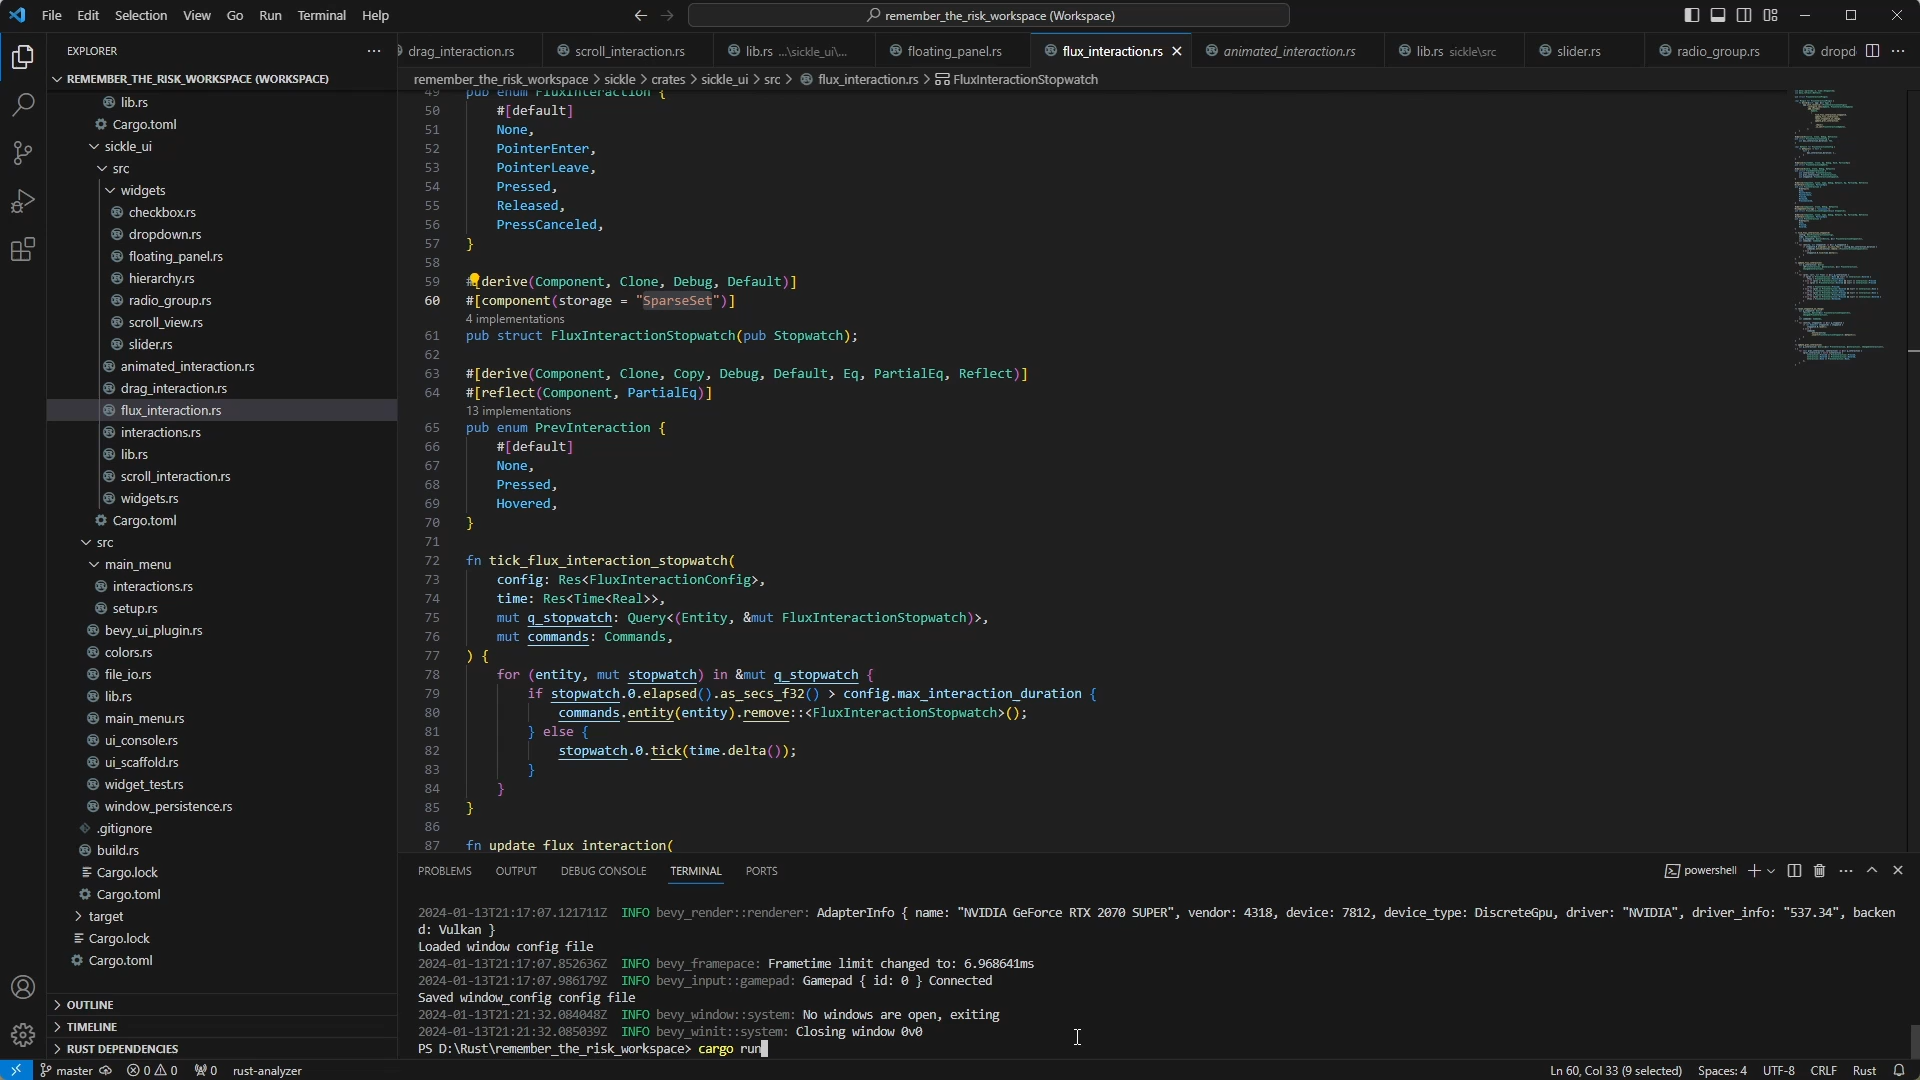 File Edit Selection View Go Run Terminal Help
remember_the_risk_workspace (Workspace)
EXPLORER
REMEMBER_THE_RISK_WORKSPACE (WORKSPACE)
lib.rs
Cargo.toml
sickle_ui
src
widgets
checkbox.rs
dropdown.rs
floating_panel.rs
hierarchy.rs
radio_group.rs
scroll_view.rs
slider.rs
animated_interaction.rs
drag_interaction.rs
flux_interaction.rs
interactions.rs
lib.rs
scroll_interaction.rs
widgets.rs
Cargo.toml
src
main_menu
interactions.rs
setup.rs
bevy_ui_plugin.rs
colors.rs
file_io.rs
lib.rs
main_menu.rs
ui_console.rs
ui_scaffold.rs
widget_test.rs
window_persistence.rs
.gitignore
build.rs
Cargo.lock
Cargo.toml
target
Cargo.lock
Cargo.toml
OUTLINE
TIMELINE
RUST DEPENDENCIES
drag_interaction.rs scroll_interaction.rs lib.rs ...\sickle_ui\... floating_panel.rs flux_interaction.rs animated_interaction.rs lib.rs sickle\src slider.rs radio_group.rs dropd
remember_the_risk_workspace > sickle > crates > sickle_ui > src > flux_interaction.rs > FluxInteractionStopwatch
49 pub enum FluxInteraction {
50 #[default]
51 None,
52 PointerEnter,
53 PointerLeave,
54 Pressed,
55 Released,
56 PressCanceled,
57 }
58
59 #[derive(Component, Clone, Debug, Default)]
60 #[component(storage = "SparseSet")]
4 implementations
61 pub struct FluxInteractionStopwatch(pub Stopwatch);
62
63 #[derive(Component, Clone, Copy, Debug, Default, Eq, PartialEq, Reflect)]
64 #[reflect(Component, PartialEq)]
13 implementations
65 pub enum PrevInteraction {
66 #[default]
67 None,
68 Pressed,
69 Hovered,
70 }
71
72 fn tick_flux_interaction_stopwatch(
73 config: Res<FluxInteractionConfig>,
74 time: Res<Time<Real>>,
75 mut q_stopwatch: Query<(Entity, &mut FluxInteractionStopwatch)>,
76 mut commands: Commands,
77 ) {
78 for (entity, mut stopwatch) in &mut q_stopwatch {
79 if stopwatch.0.elapsed().as_secs_f32() > config.max_interaction_duration {
80 commands.entity(entity).remove::<FluxInteractionStopwatch>();
81 } else {
82 stopwatch.0.tick(time.delta());
83 }
84 }
85 }
86
87 fn update_flux_interaction(
PROBLEMS OUTPUT DEBUG CONSOLE TERMINAL PORTS
powershell
2024-01-13T21:17:07.121711Z INFO bevy_render::renderer: AdapterInfo { name: "NVIDIA GeForce RTX 2070 SUPER", vendor: 4318, device: 7812, device_type: DiscreteGpu, driver: "NVIDIA", driver_info: "537.34", backen
d: Vulkan }
Loaded window config file
2024-01-13T21:17:07.852636Z INFO bevy_framepace: Frametime limit changed to: 6.968641ms
2024-01-13T21:17:07.986179Z INFO bevy_input::gamepad: Gamepad { id: 0 } Connected
Saved window_config config file
2024-01-13T21:21:32.084048Z INFO bevy_window::system: No windows are open, exiting
2024-01-13T21:21:32.085039Z INFO bevy_winit::system: Closing window 0v0
PS D:\Rust\remember_the_risk_workspace> cargo run
master 0 0 0 rust-analyzer
Ln 60, Col 33 (9 selected) Spaces: 4 UTF-8 CRLF Rust